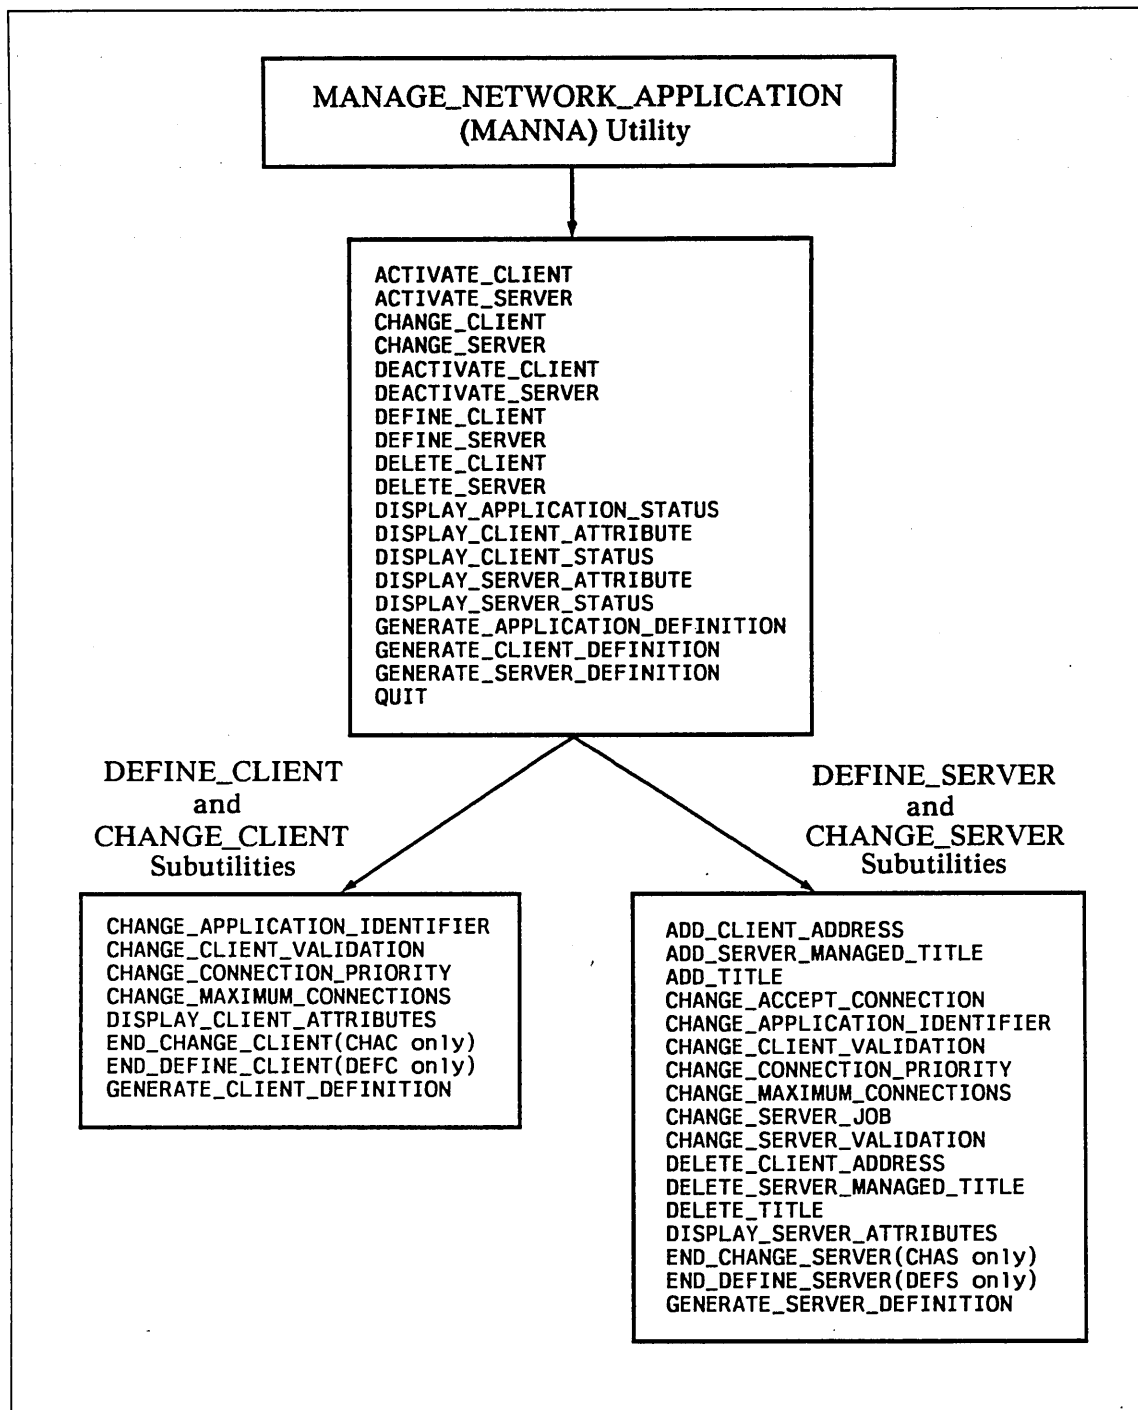 MANAGE_NETWORK_APPLICATION
(MANNA) Utility
ACTIVATE_CLIENT
ACTIVATE_SERVER
CHANGE_CLIENT
CHANGE_SERVER
DEACTIVATE_CLIENT
DEACTIVATE_SERVER
DEFINE_CLIENT
DEFINE_SERVER
DELETE_CLIENT
DELETE_SERVER
DISPLAY_APPLICATION_STATUS
DISPLAY_CLIENT_ATTRIBUTE
DISPLAY_CLIENT_STATUS
DISPLAY_SERVER_ATTRIBUTE
DISPLAY_SERVER_STATUS
GENERATE_APPLICATION_DEFINITION
GENERATE_CLIENT_DEFINITION
GENERATE_SERVER_DEFINITION
QUIT
DEFINE_CLIENT
and
CHANGE_CLIENT
Subutilities
CHANGE_APPLICATION_IDENTIFIER
CHANGE_CLIENT_VALIDATION
CHANGE_CONNECTION_PRIORITY
CHANGE_MAXIMUM_CONNECTIONS
DISPLAY_CLIENT_ATTRIBUTES
END_CHANGE_CLIENT(CHAC only)
END_DEFINE_CLIENT(DEFC only)
GENERATE_CLIENT_DEFINITION
DEFINE_SERVER
and
CHANGE_SERVER
Subutilities
ADD_CLIENT_ADDRESS
ADD_SERVER_MANAGED_TITLE
ADD_TITLE
CHANGE_ACCEPT_CONNECTION
CHANGE_APPLICATION_IDENTIFIER
CHANGE_CLIENT_VALIDATION
CHANGE_CONNECTION_PRIORITY
CHANGE_MAXIMUM_CONNECTIONS
CHANGE_SERVER_JOB
CHANGE_SERVER_VALIDATION
DELETE_CLIENT_ADDRESS
DELETE_SERVER_MANAGED_TITLE
DELETE_TITLE
DISPLAY_SERVER_ATTRIBUTES
END_CHANGE_SERVER(CHAS only)
END_DEFINE_SERVER(DEFS only)
GENERATE_SERVER_DEFINITION